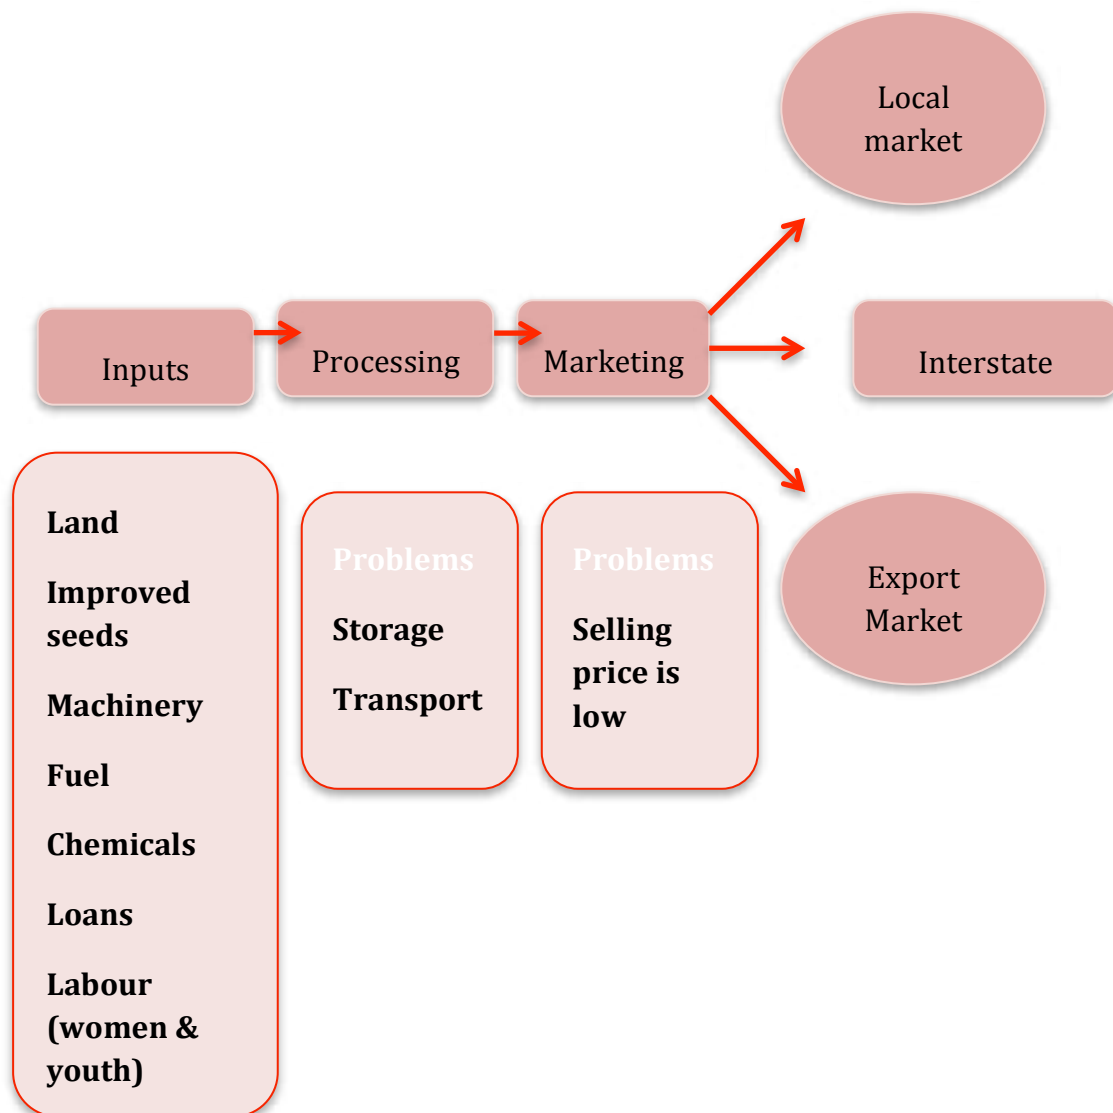 Local
market
Inputs
Processing
Marketing
Interstate
Land
Improved
seeds
Machinery
Fuel
Chemicals
Loans
Labour
(women &
youth)
Problems
Storage
Transport
Problems
Selling
price is
low
Export
Market